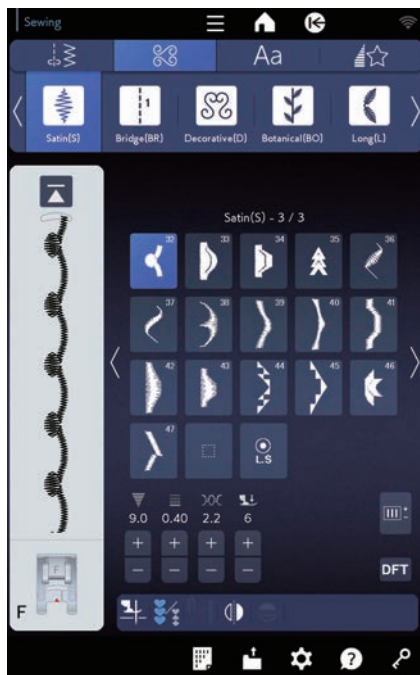 Sewing
Aa
1
Satin(S) Bridge(BR) Decorative(D) Botanical(BO) Long(L)
Satin(S) - 3 / 3
32 33 34 35 36
37 38 39 40 41
42 43 44 45 46
47 L.S
9.0 0.40 2.2 6
+ + + +
− − − −
DFT
F
F
?